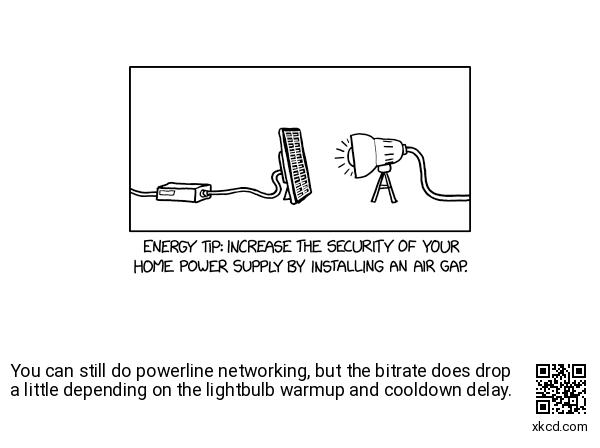 ENERGY TIP: INCREASE THE SECURITY OF YOUR
HOME POWER SUPPLY BY INSTALLING AN AIR GAP.
You can still do powerline networking, but the bitrate does drop
a little depending on the lightbulb warmup and cooldown delay.
xkcd.com